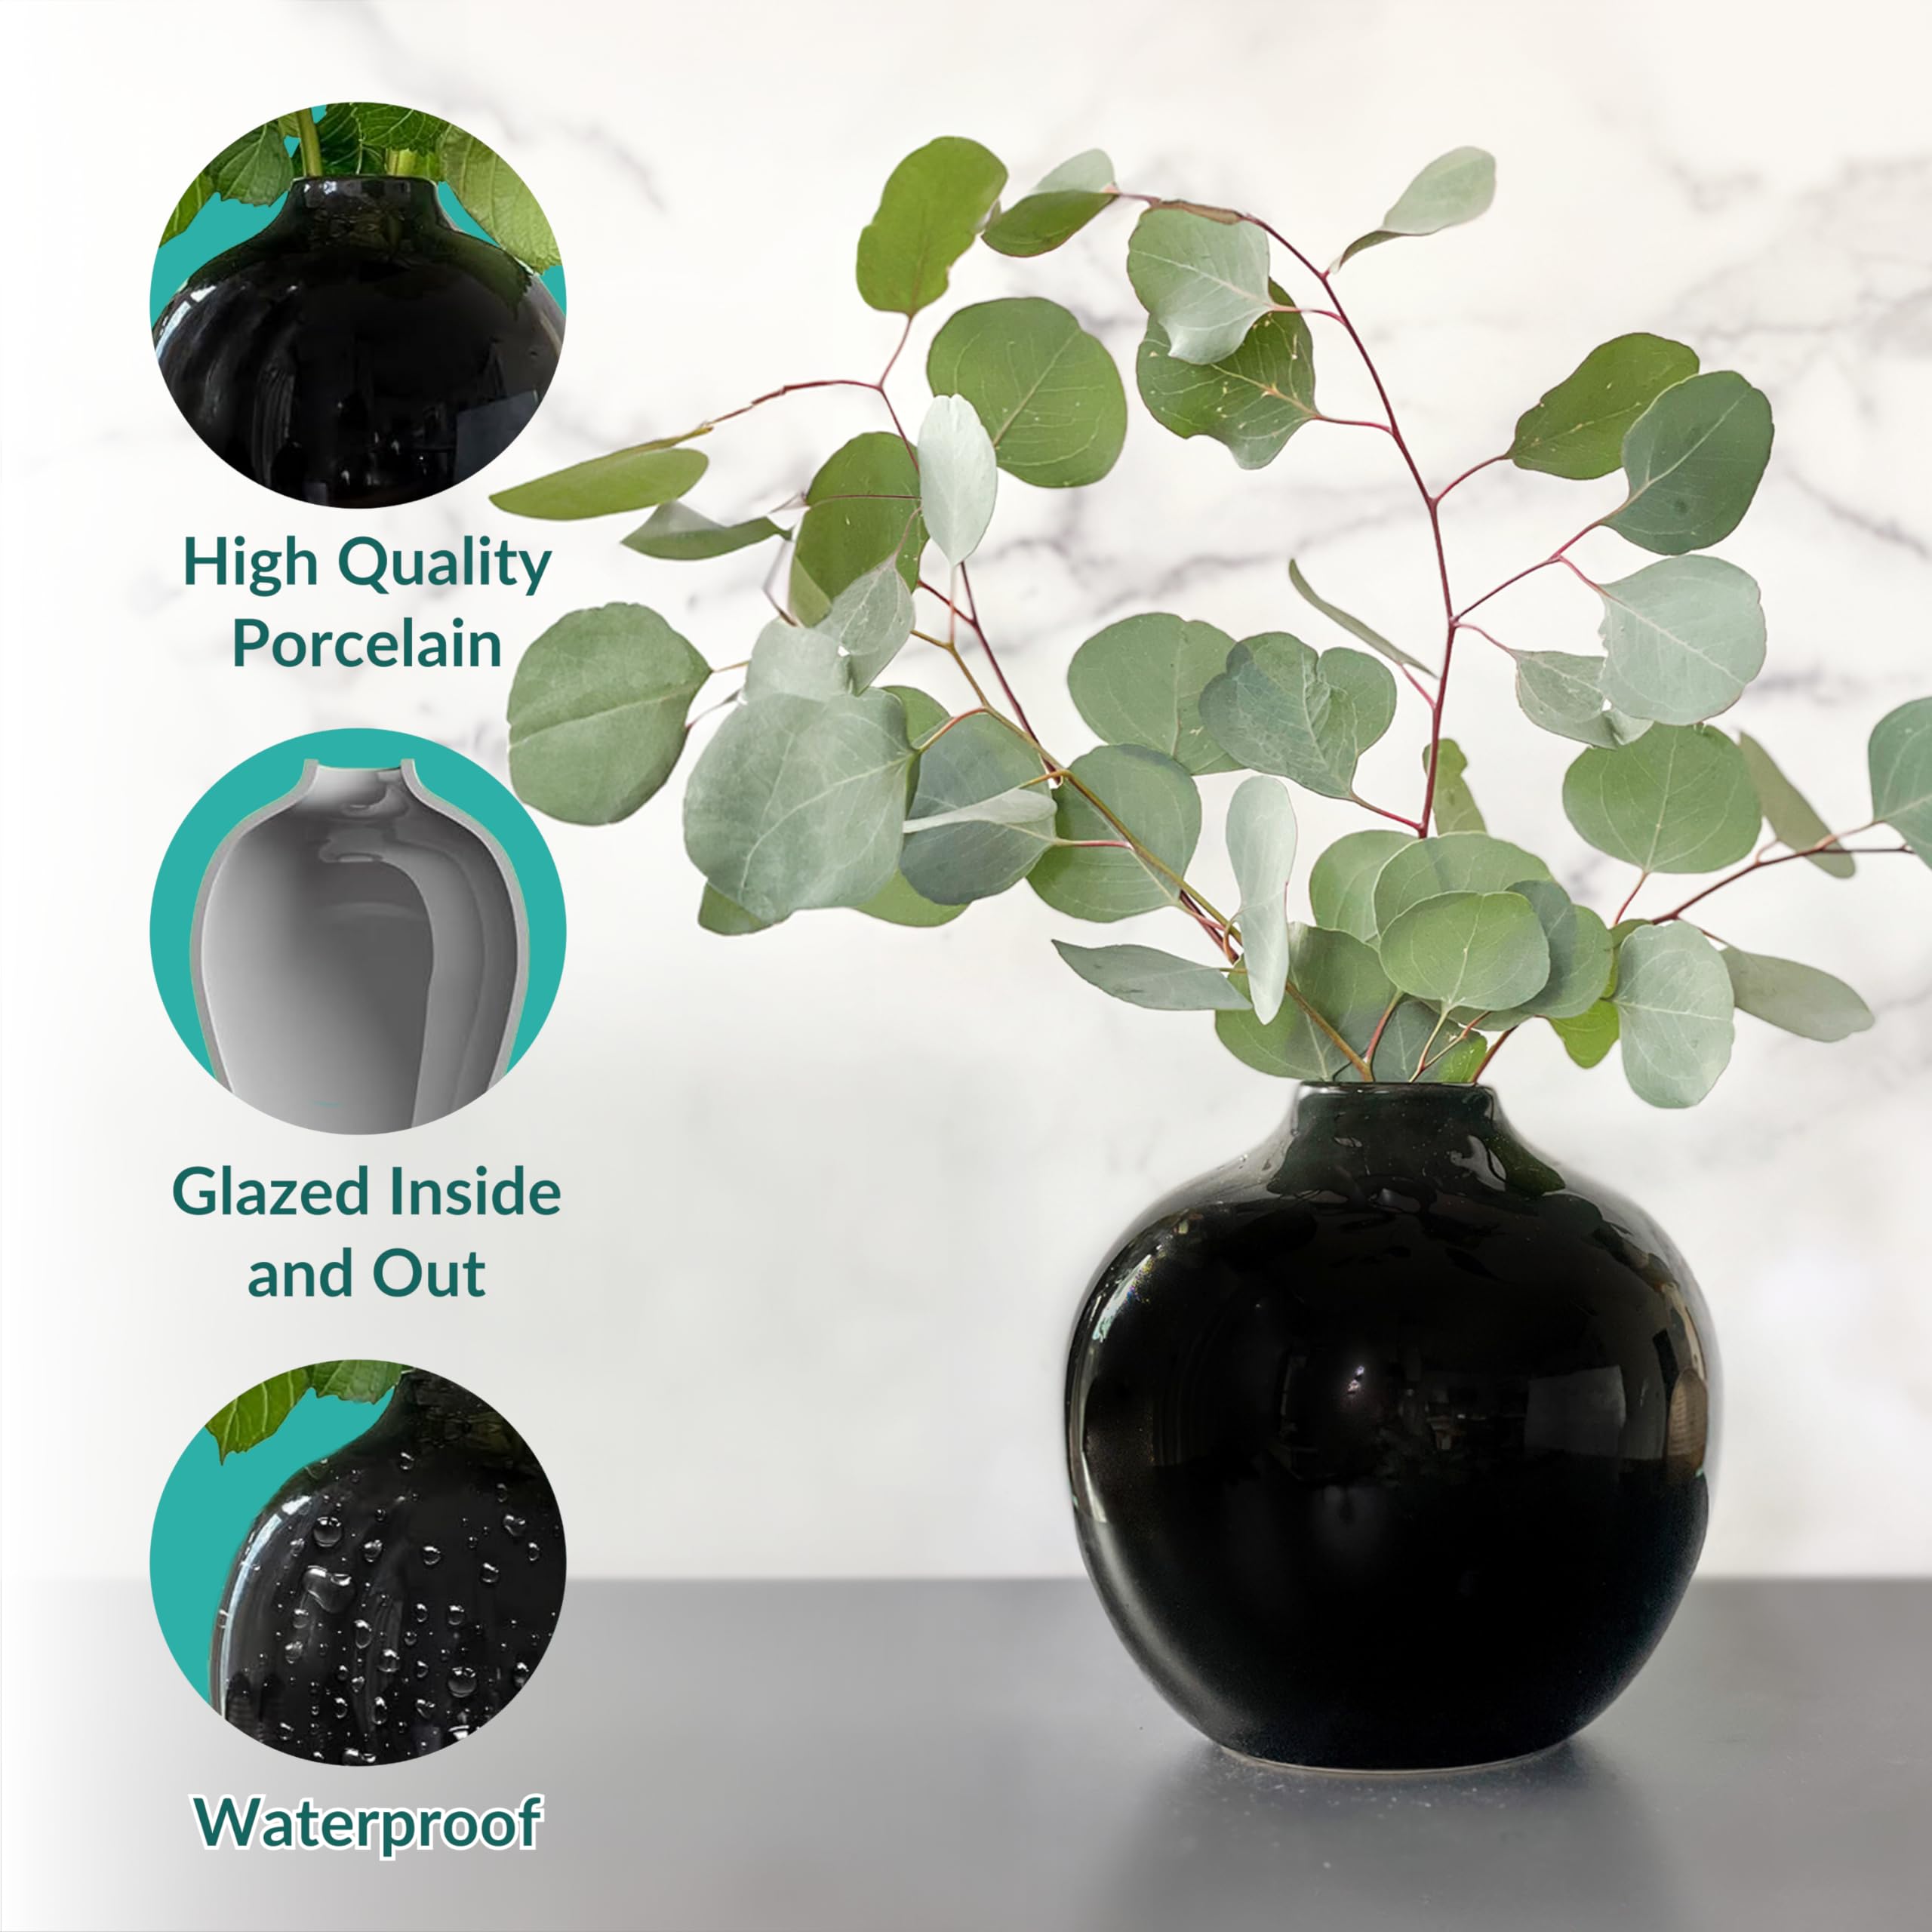 High Quality
Porcelain
Glazed Inside
and Out
Waterproof